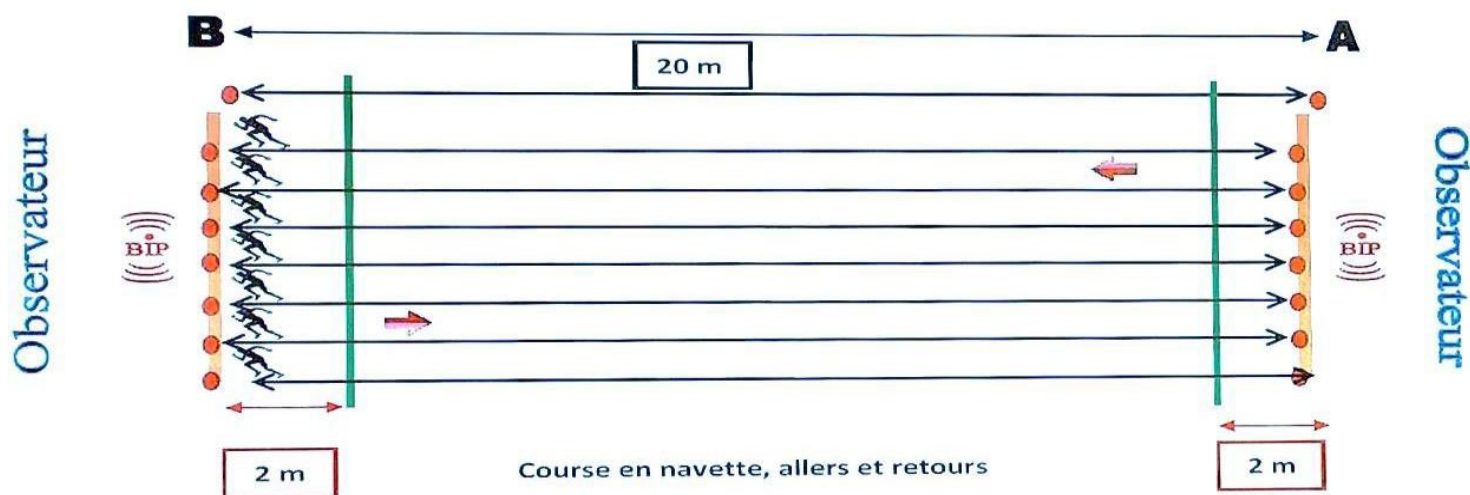 B
A
20 m
Observateur
BIP
BIP
Observateur
2 m
Course en navette, allers et retours
2 m